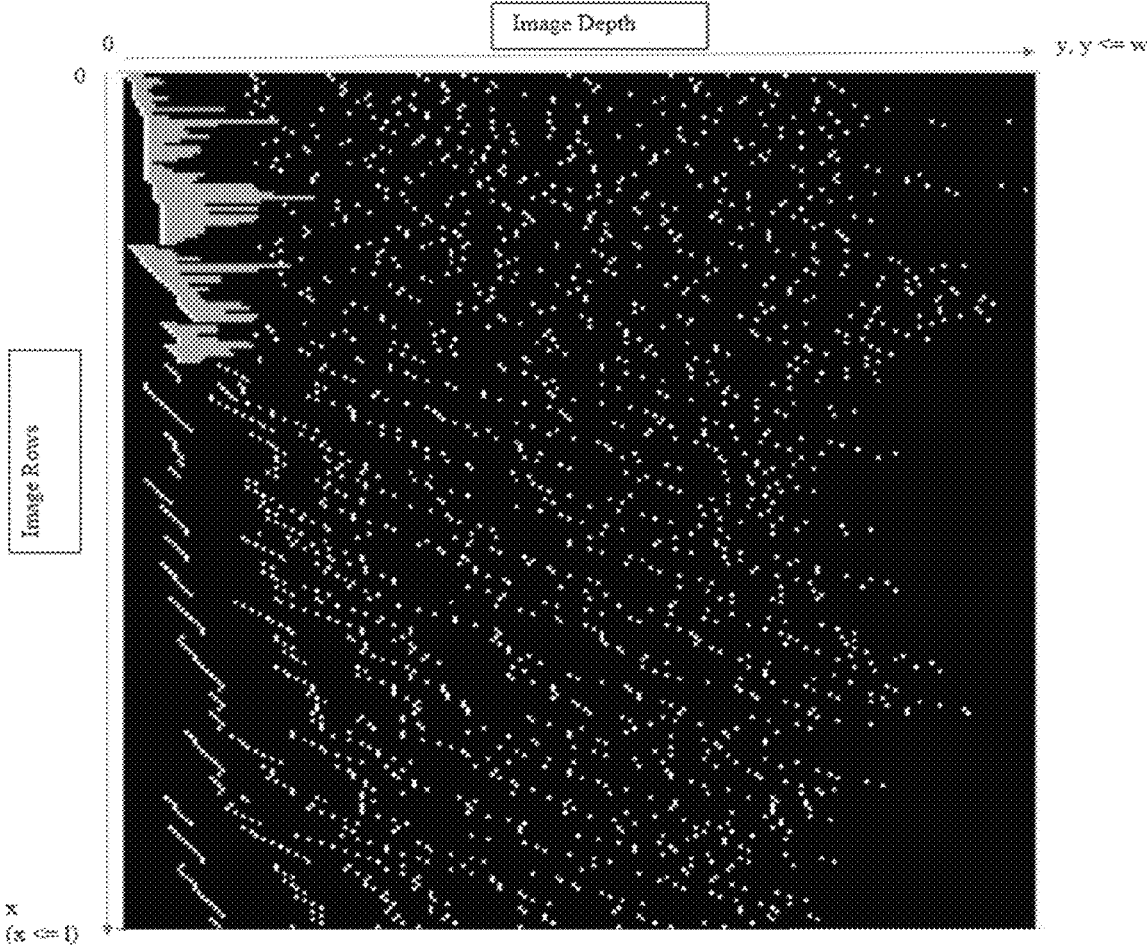 Image Depth
0
y, y <= w
0
Image Rows
x
(x <= l)